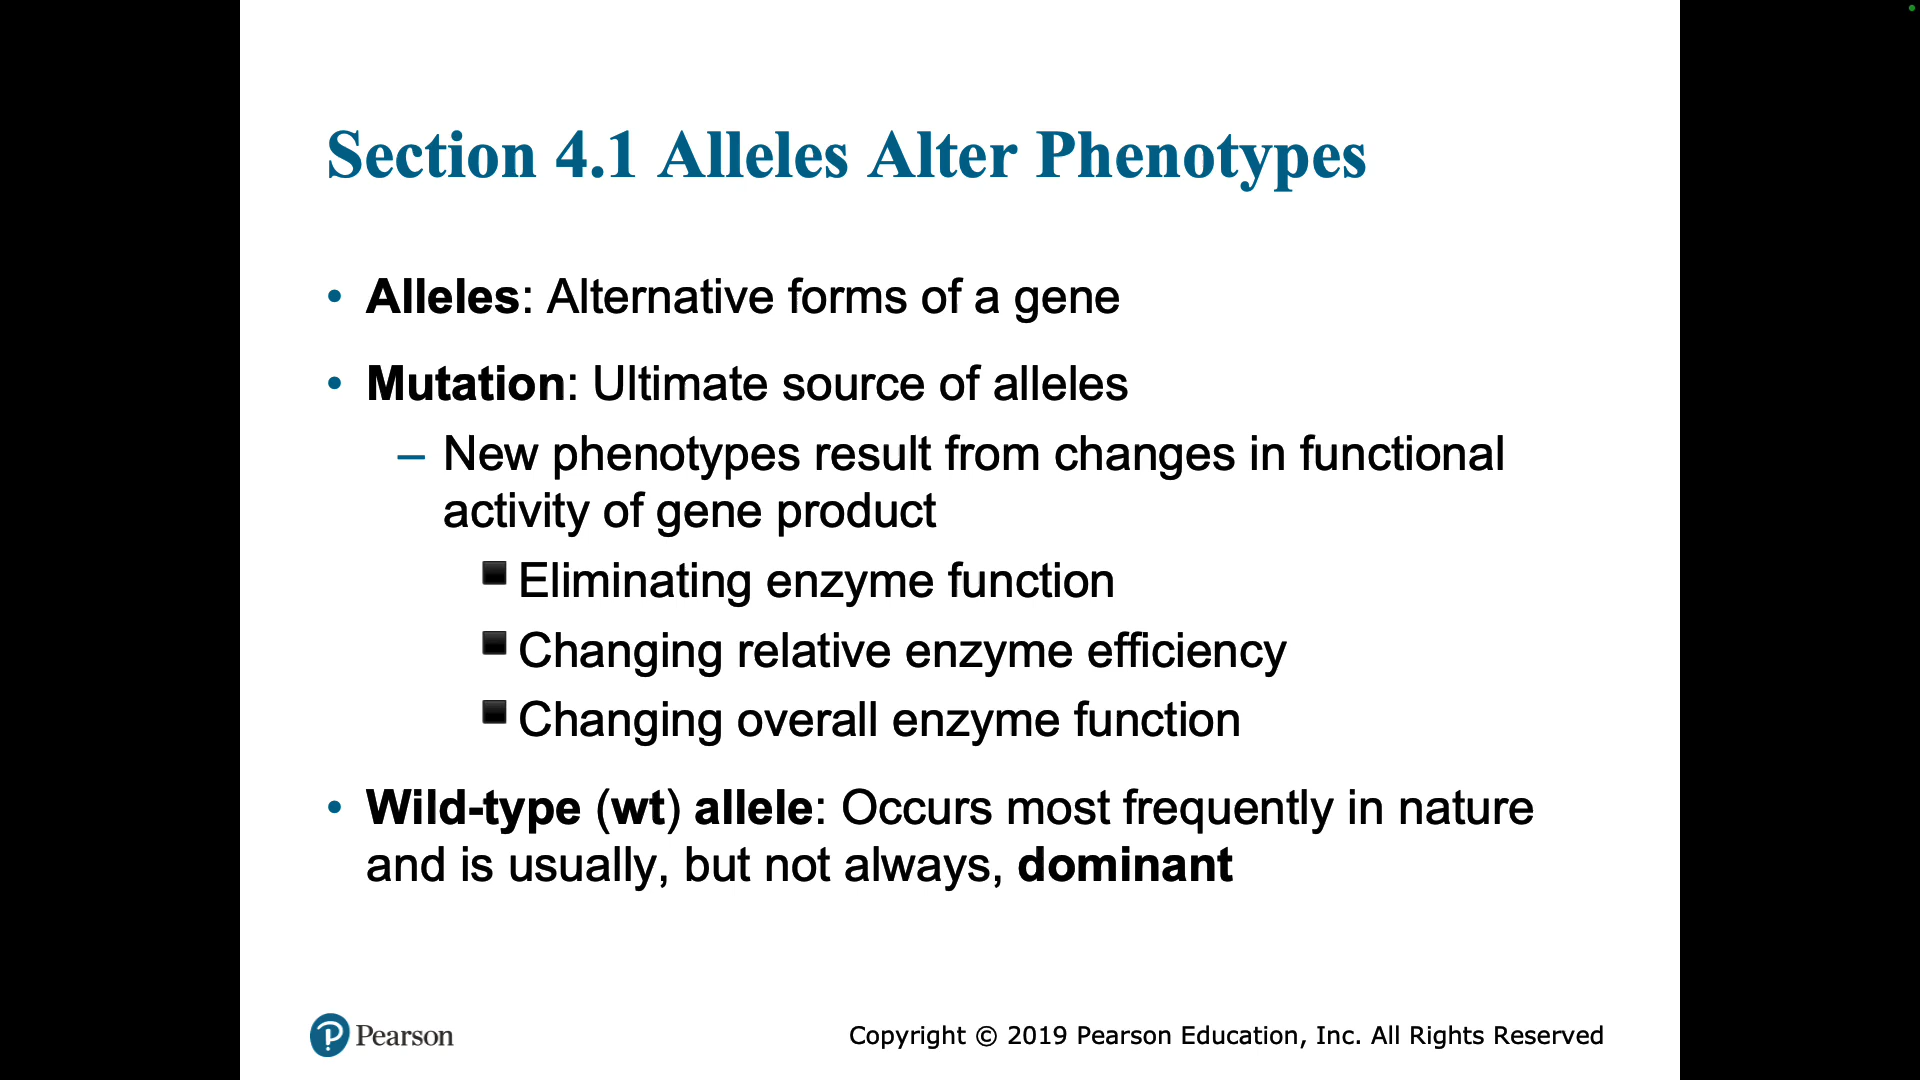 Section 4.1 Alleles Alter Phenotypes
• Alleles: Alternative forms of a gene
• Mutation: Ultimate source of alleles
– New phenotypes result from changes in functional
activity of gene product
■ Eliminating enzyme function
■ Changing relative enzyme efficiency
■ Changing overall enzyme function
• Wild-type (wt) allele: Occurs most frequently in nature
and is usually, but not always, dominant
Pearson
Copyright © 2019 Pearson Education, Inc. All Rights Reserved